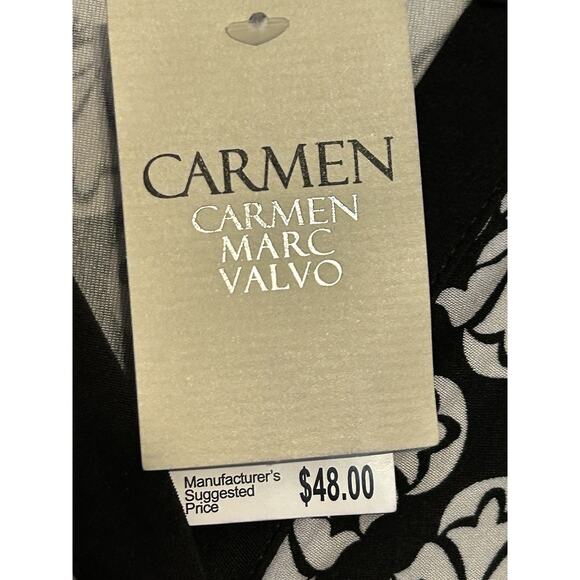 CARMEN
CARMEN
MARC
VALVO
Manufacturer's
Suggested
Price
$48.00